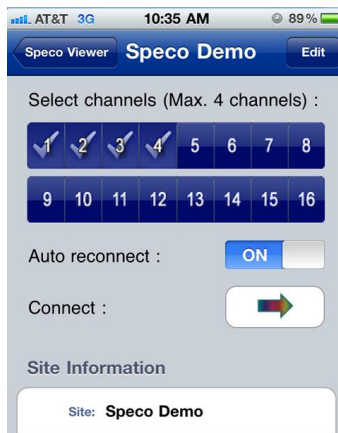 AT&T 3G 10:35 AM 89%
Speco Viewer Speco Demo Edit
Select channels (Max. 4 channels) :
1 2 3 4 5 6 7 8
9 10 11 12 13 14 15 16
Auto reconnect : ON
Connect :
Site Information
Site: Speco Demo